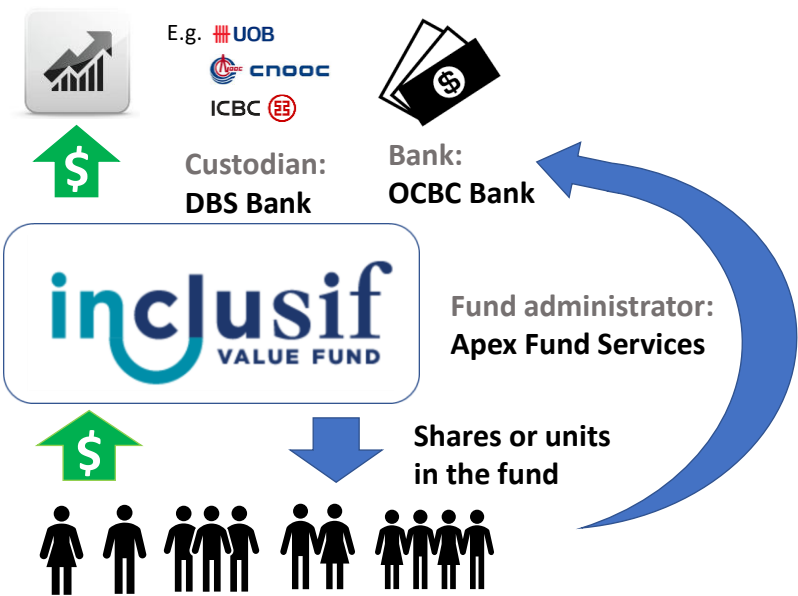 E.g. UOB
cnooc
ICBC
$
$
Custodian:
DBS Bank
Bank:
OCBC Bank
inclusif
VALUE FUND
Fund administrator:
Apex Fund Services
$
Shares or units
in the fund